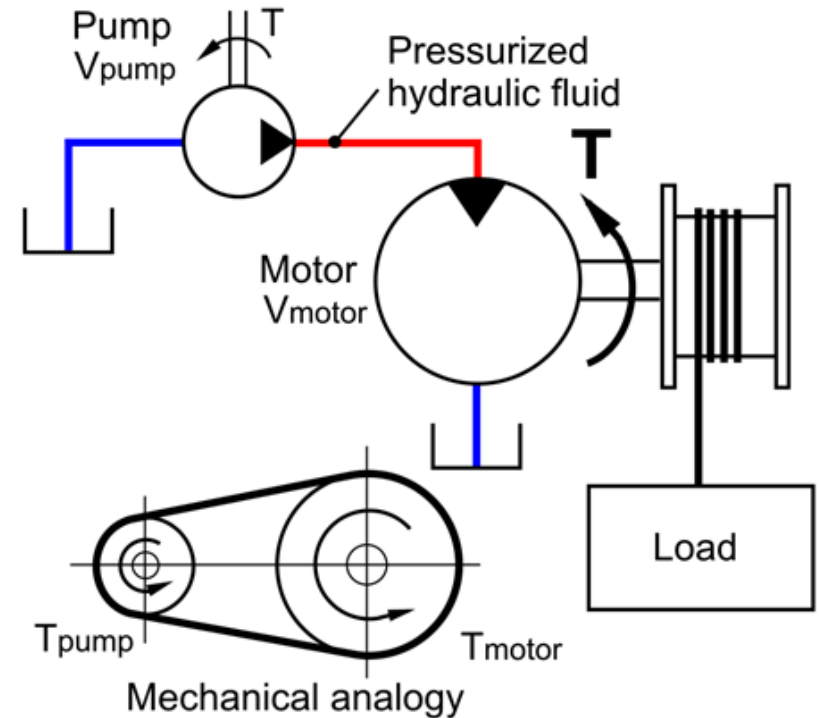 Pump
Vpump
T
Pressurized
hydraulic fluid
T
Motor
Vmotor
Load
Tpump
Tmotor
Mechanical analogy